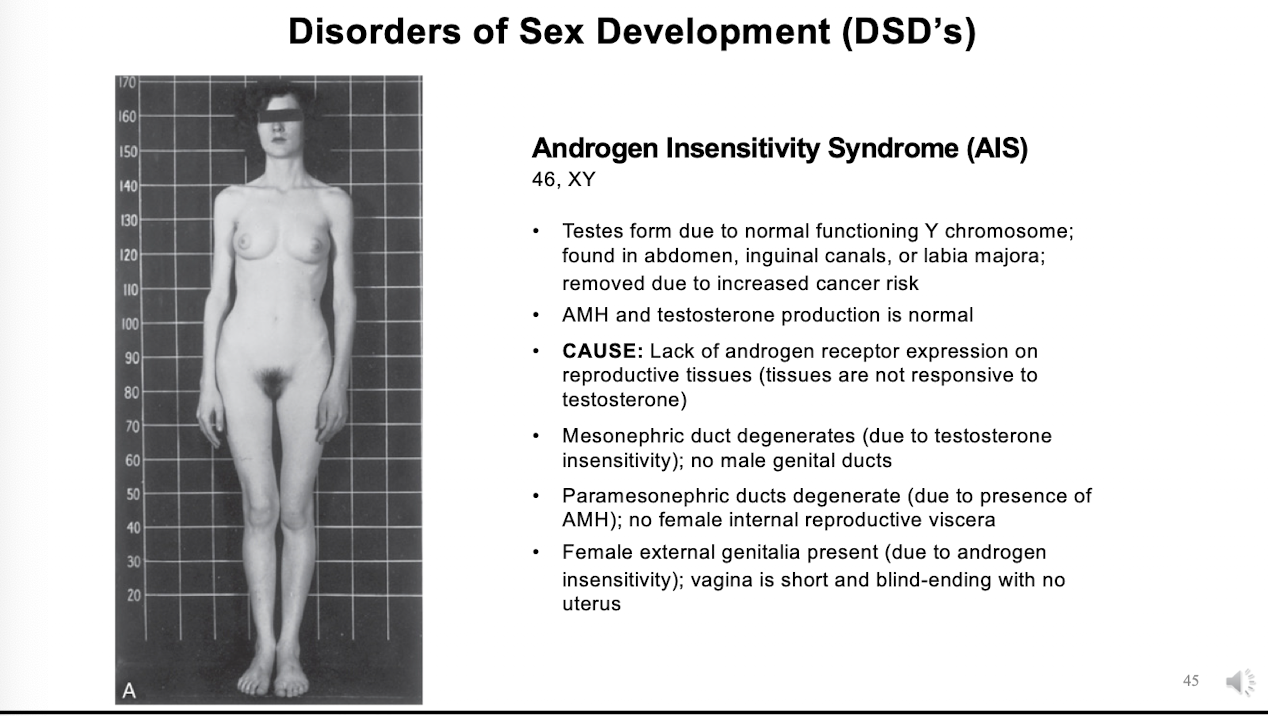 Disorders of Sex Development (DSD’s)
170
160
150
140
130
120
110
100
90
80
70
60
50
40
30
20
A
Androgen Insensitivity Syndrome (AIS)
46, XY
• Testes form due to normal functioning Y chromosome;
found in abdomen, inguinal canals, or labia majora;
removed due to increased cancer risk
• AMH and testosterone production is normal
• CAUSE: Lack of androgen receptor expression on
reproductive tissues (tissues are not responsive to
testosterone)
• Mesonephric duct degenerates (due to testosterone
insensitivity); no male genital ducts
• Paramesonephric ducts degenerate (due to presence of
AMH); no female internal reproductive viscera
• Female external genitalia present (due to androgen
insensitivity); vagina is short and blind-ending with no
uterus
45